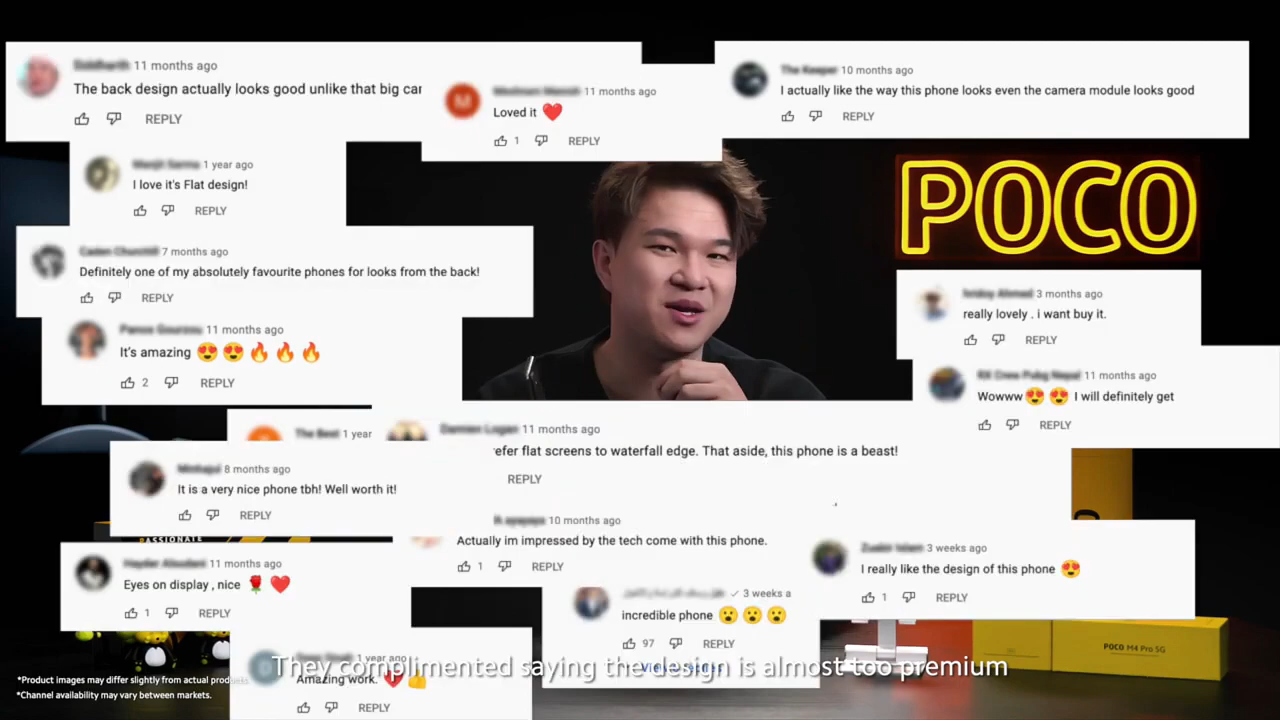 11 months ago
The back design actually looks good unlike that big
REPLY
11 months ago
Loved it ❤️
1 REPLY
The Keeper 10 months ago
I actually like the way this phone looks even the camera module looks good
REPLY
1 year ago
I love it's Flat design!
REPLY
POCO
7 months ago
Definitely one of my absolutely favourite phones for looks from the back!
REPLY
3 months ago
really lovely . i want buy it.
REPLY
11 months ago
It's amazing 😍 😍 🔥 🔥 🔥
2 REPLY
11 months ago
Wowww 😍 😍 I will definitely get
REPLY
1 year
11 months ago
efer flat screens to waterfall edge. That aside, this phone is a beast!
REPLY
8 months ago
It is a very nice phone tbh! Well worth it!
REPLY
10 months ago
Actually im impressed by the tech come with this phone.
1 REPLY
11 months ago
Eyes on display , nice 🌹 ❤️
1 REPLY
3 weeks ago
I really like the design of this phone 😍
1 REPLY
3 weeks a
incredible phone 😮 😮 😮
97 REPLY
POCO M4 Pro 5G
1 year ago
Amazing work. ❤️ 👍
REPLY
They complimented saying the design is almost too premium
*Product images may differ slightly from actual products.
*Channel availability may vary between markets.